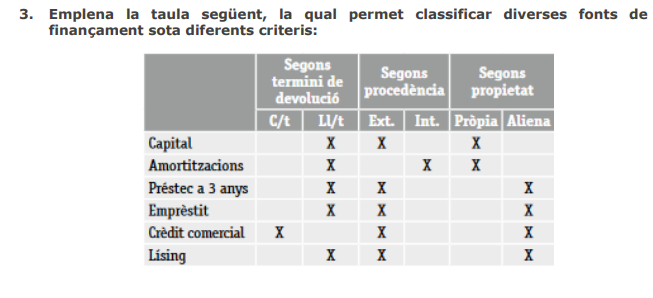 3. Emplena la taula següent, la qual permet classificar diverses fonts de
finançament sota diferents criteris:
Segons termini de devolució Segons procedència Segons propietat
C/t Ll/t Ext. Int. Pròpia Aliena
Capital X X X
Amortitzacions X X X
Préstec a 3 anys X X X
Emprèstit X X X
Crèdit comercial X X X
Lísing X X X